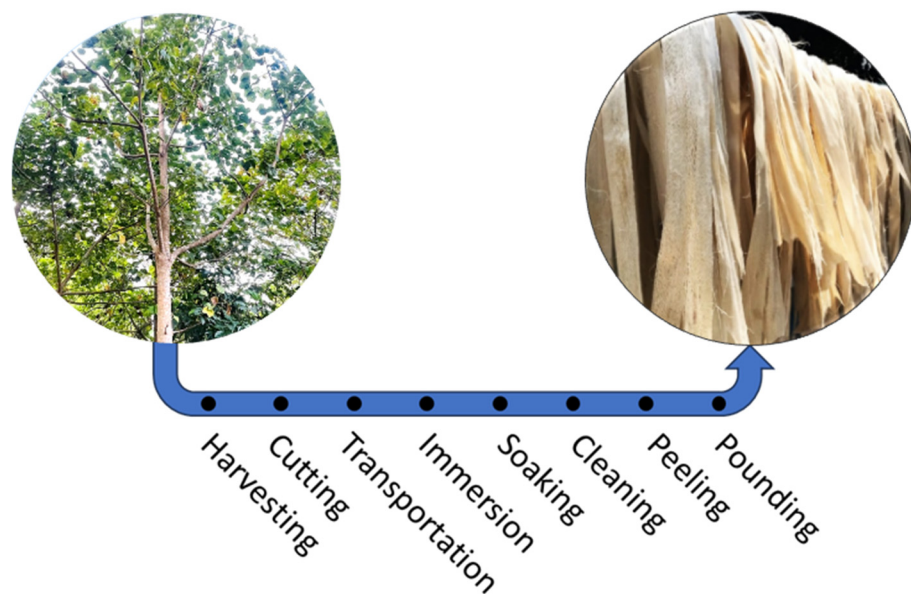 Harvesting
Cutting
Transportation
Immersion
Soaking
Cleaning
Peeling
Pounding